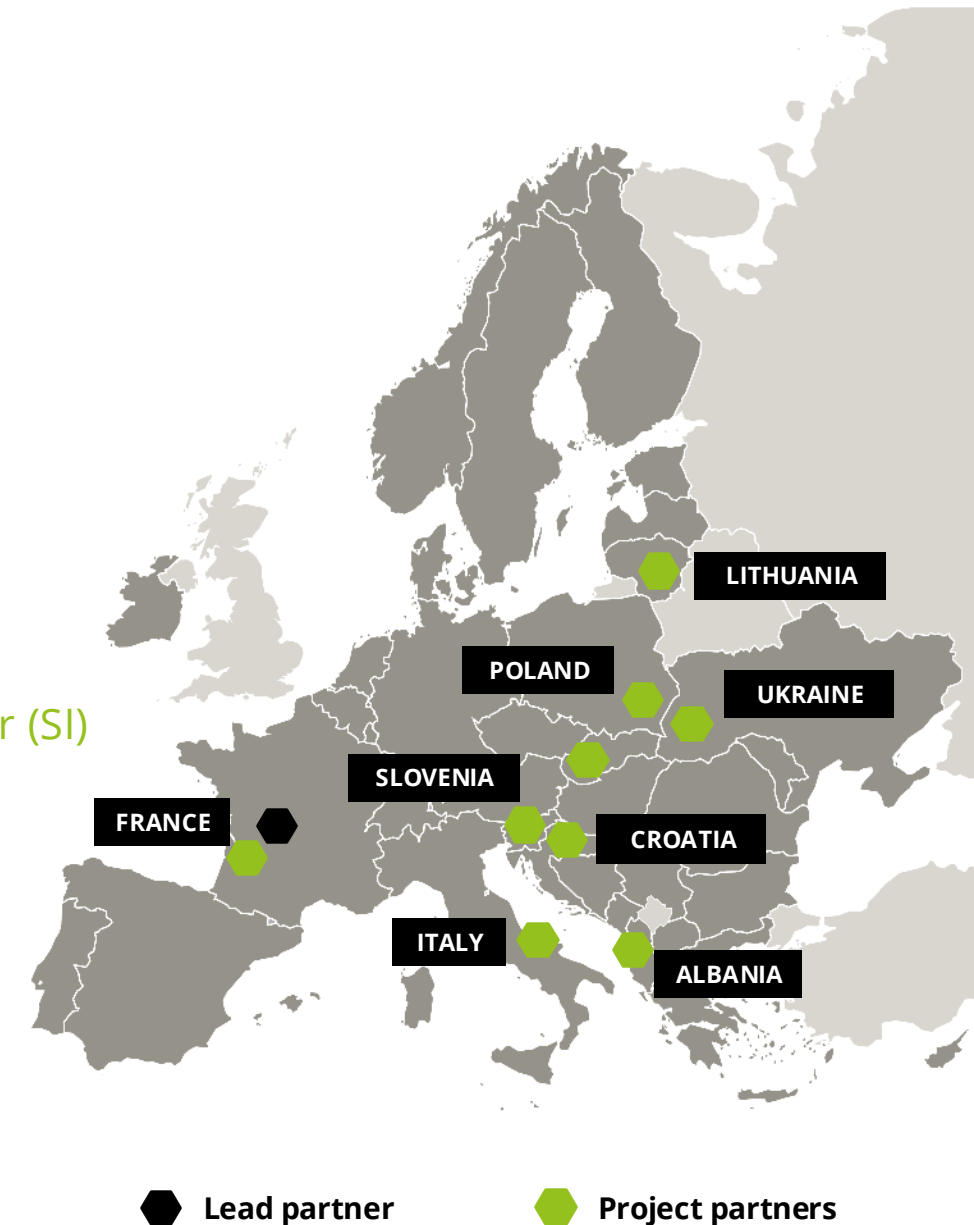 LITHUANIA
POLAND
UKRAINE
r (SI)
SLOVENIA
FRANCE
CROATIA
ITALY
ALBANIA
Lead partner
Project partners